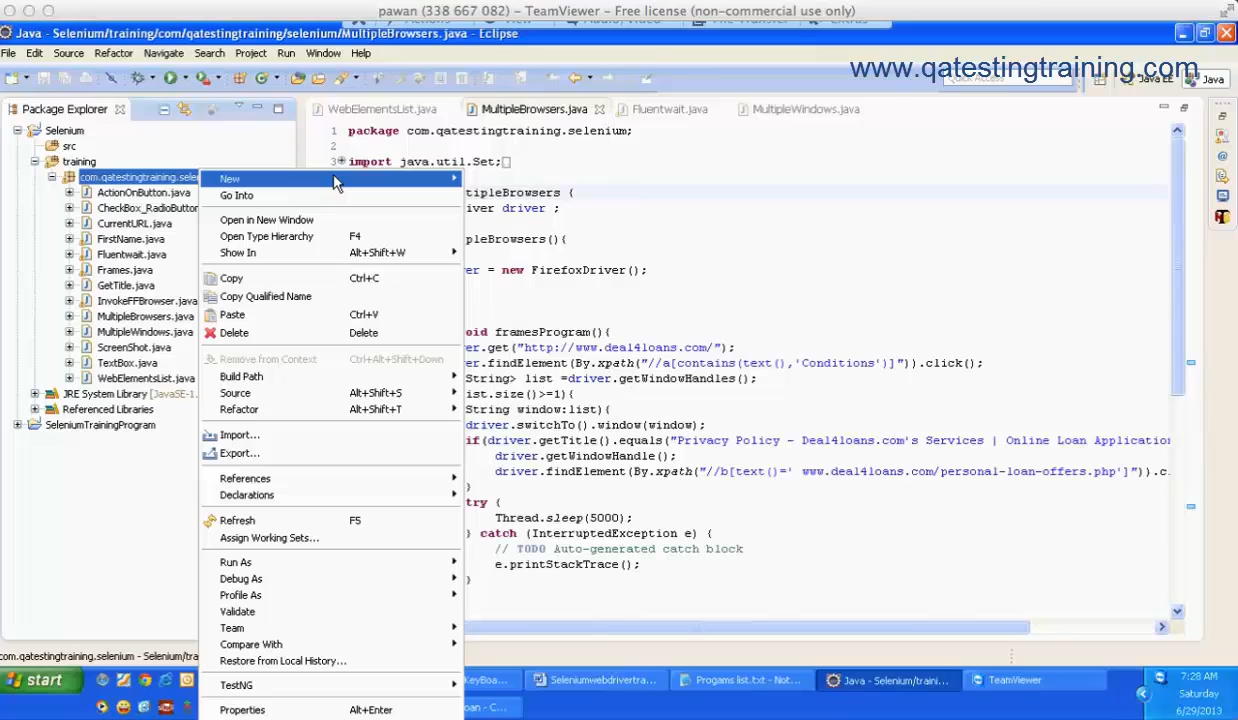 pawan (338 667 082) - TeamViewer - Free license (non-commercial use only)
Java - Selenium/training/com/qatestingtraining/selenium/MultipleBrowsers.java - Eclipse
File Edit Source Refactor Navigate Search Project Run Window Help
www.qatestingtraining.com
Java EE Java
Package Explorer
WebElementsList.java MultipleBrowsers.java Fluentwait.java MultipleWindows.java
Selenium
src
training
com.qatestingtraining.sele
ActionOnButton.java
CheckBox_RadioButton
CurrentURL.java
FirstName.java
Fluentwait.java
Frames.java
GetTitle.java
InvokeFFBrowser.java
MultipleBrowsers.java
MultipleWindows.java
ScreenShot.java
TextBox.java
WebElementsList.java
JRE System Library [JavaSE-1.
Referenced Libraries
SeleniumTrainingProgram
New
Go Into
Open in New Window
Open Type Hierarchy F4
Show In Alt+Shift+W
Copy Ctrl+C
Copy Qualified Name
Paste Ctrl+V
Delete Delete
Remove from Context Ctrl+Alt+Shift+Down
Build Path
Source Alt+Shift+S
Refactor Alt+Shift+T
Import...
Export...
References
Declarations
Refresh F5
Assign Working Sets...
Run As
Debug As
Profile As
Validate
Team
Compare With
Restore from Local History...
TestNG
Properties Alt+Enter
1 package com.qatestingtraining.selenium;
2
3 import java.util.Set;
tipleBrowsers {
iver driver ;
pleBrowsers(){
er = new FirefoxDriver();
oid framesProgram(){
er.get("http://www.deal4loans.com/");
er.findElement(By.xpath("//a[contains(text(),'Conditions')]")).click();
String> list =driver.getWindowHandles();
ist.size()>=1){
String window:list){
driver.switchTo().window(window);
if(driver.getTitle().equals("Privacy Policy - Deal4loans.com's Services | Online Loan Applicatio
driver.getWindowHandle();
driver.findElement(By.xpath("//b[text()=' www.deal4loans.com/personal-loan-offers.php']")).c
}
try {
Thread.sleep(5000);
} catch (InterruptedException e) {
// TODO Auto-generated catch block
e.printStackTrace();
}
com.qatestingtraining.selenium - Selenium/tra
start
KeyBoa...
Seleniumwebdrivertra...
Progams list.txt - Not...
Java - Selenium/traini...
TeamViewer
oan - C...
7:28 AM
Saturday
6/29/2013